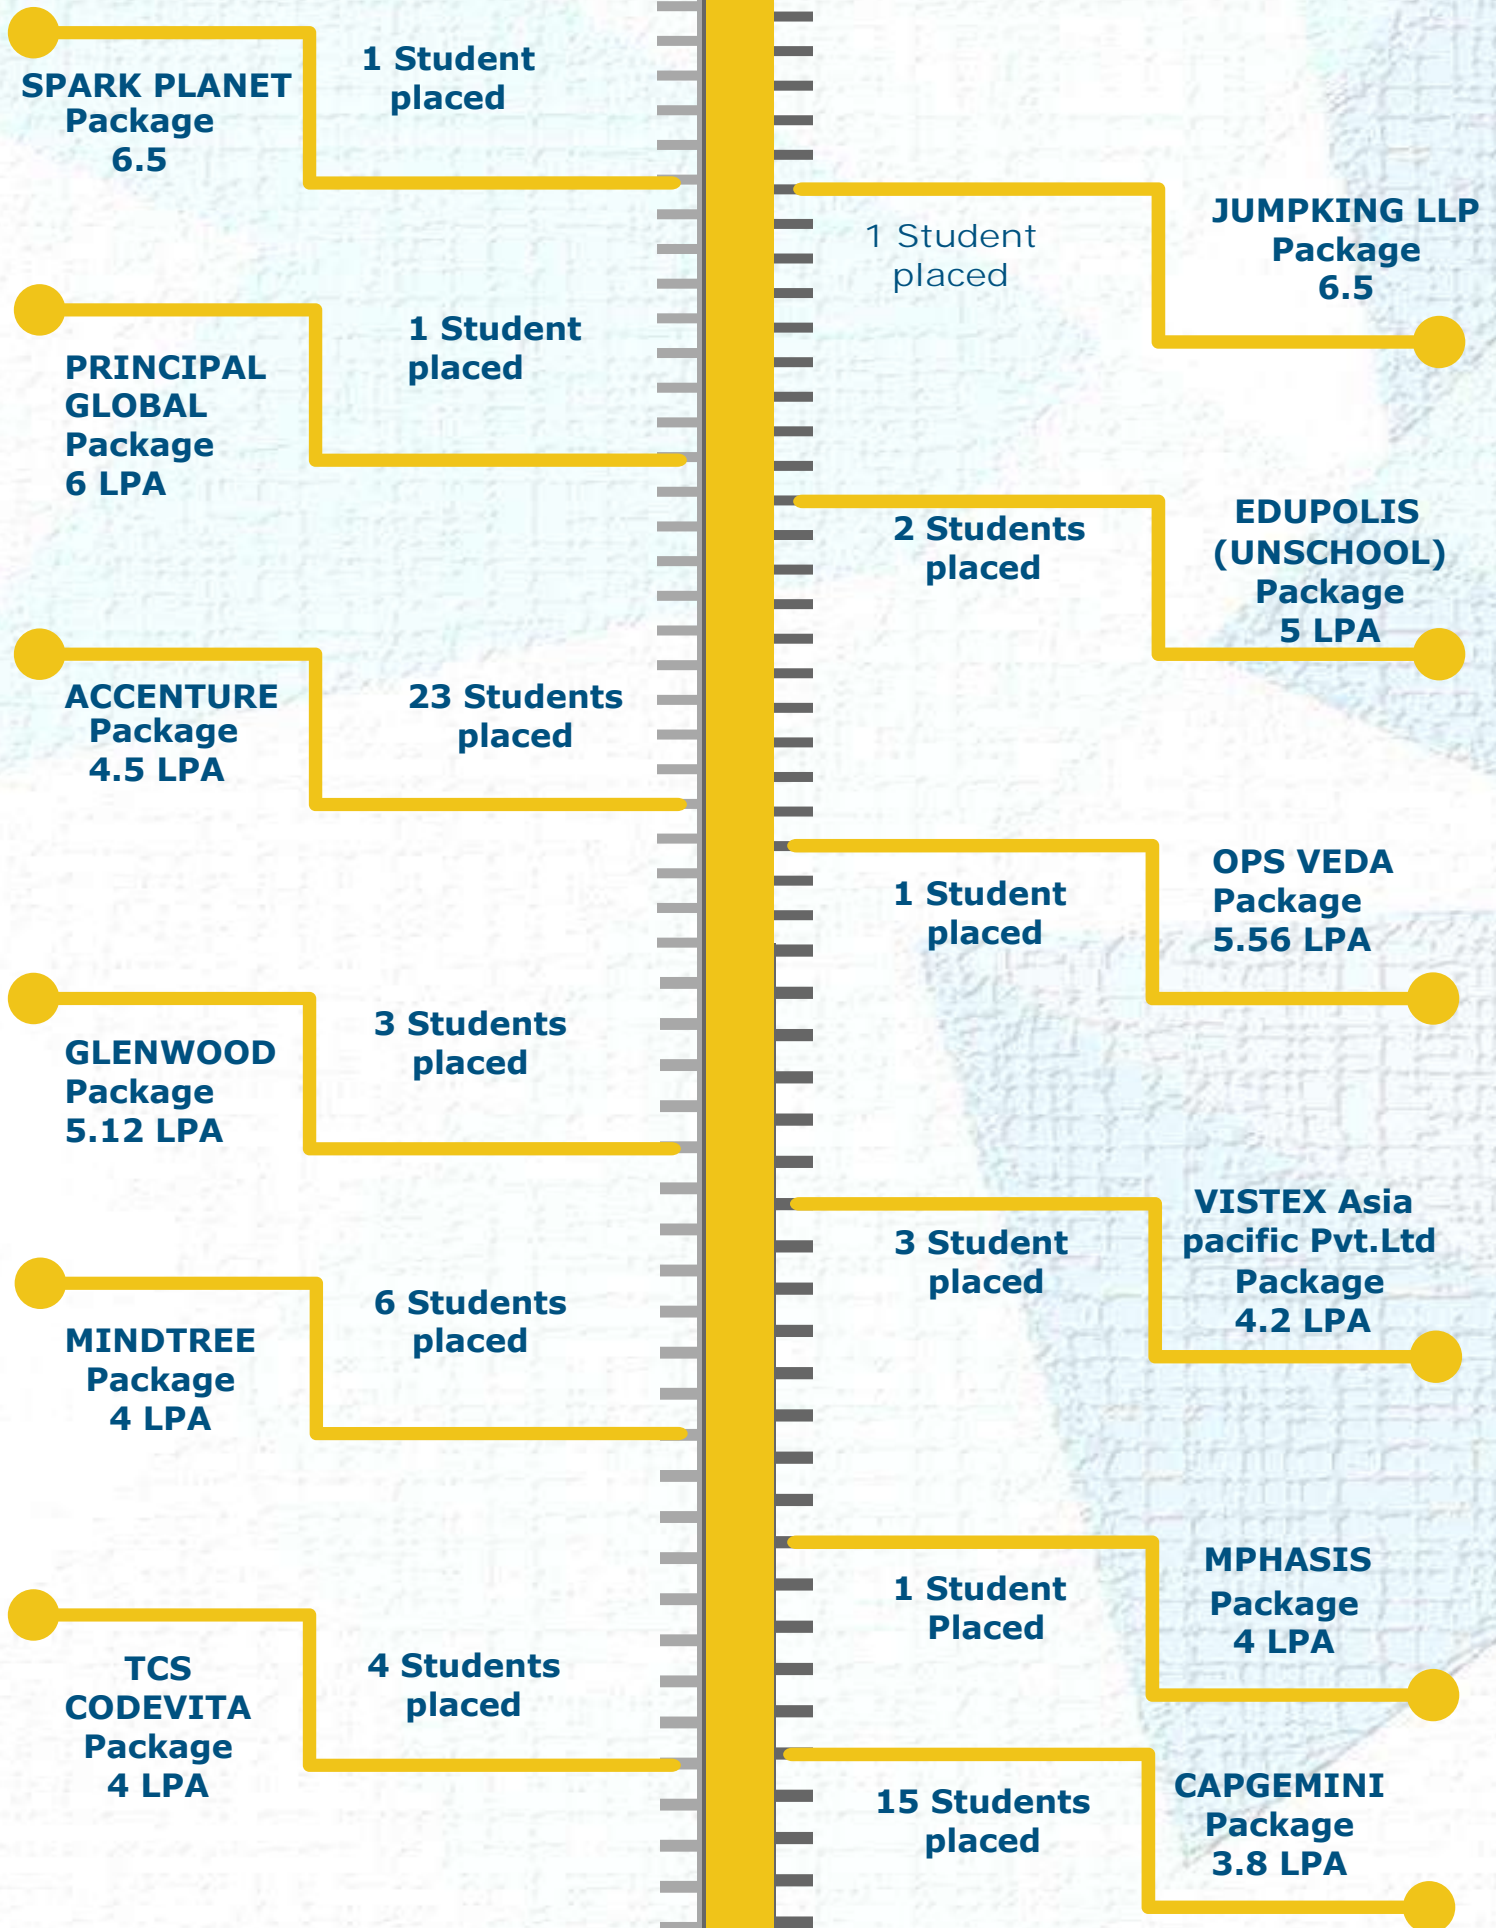 SPARK PLANET
Package
6.5
1 Student
placed
JUMPKING LLP
Package
6.5
1 Student
placed
PRINCIPAL
GLOBAL
Package
6 LPA
1 Student
placed
EDUPOLIS
(UNSCHOOL)
Package
5 LPA
2 Students
placed
ACCENTURE
Package
4.5 LPA
23 Students
placed
OPS VEDA
Package
5.56 LPA
1 Student
placed
GLENWOOD
Package
5.12 LPA
3 Students
placed
VISTEX Asia
pacific Pvt.Ltd
Package
4.2 LPA
3 Student
placed
MINDTREE
Package
4 LPA
6 Students
placed
MPHASIS
Package
4 LPA
1 Student
Placed
TCS
CODEVITA
Package
4 LPA
4 Students
placed
CAPGEMINI
Package
3.8 LPA
15 Students
placed